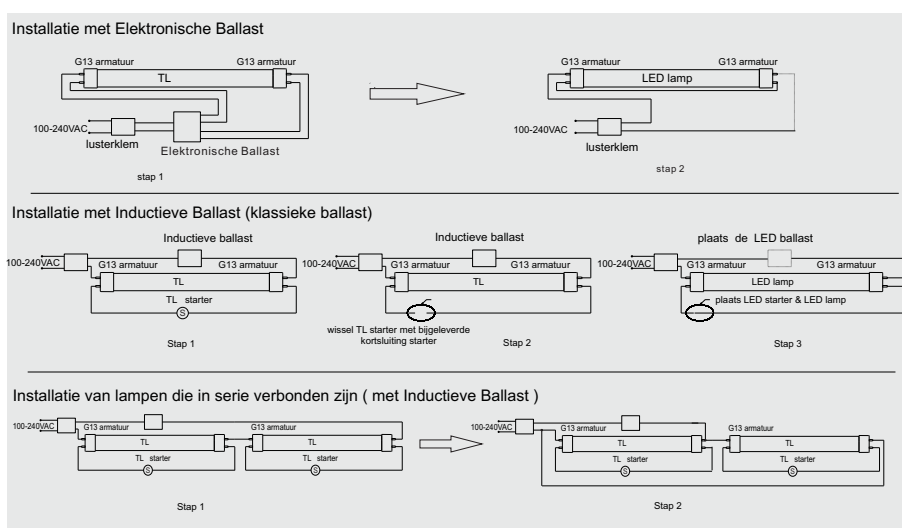 Installatie met Elektronische Ballast
G13 armatuur
G13 armatuur
TL
100-240VAC
lusterklem
Elektronische Ballast
stap 1
G13 armatuur
G13 armatuur
LED lamp
100-240VAC
lusterklem
stap 2
Installatie met Inductieve Ballast (klassieke ballast)
Inductieve ballast
100-240VAC
G13 armatuur
G13 armatuur
TL
TL starter
S
Stap 1
Inductieve ballast
100-240VAC
G13 armatuur
G13 armatuur
TL
wissel TL starter met bijgeleverde
kortsluiting starter
Stap 2
plaats de LED ballast
100-240VAC
G13 armatuur
G13 armatuur
LED lamp
plaats LED starter & LED lamp
Stap 3
Installatie van lampen die in serie verbonden zijn ( met Inductieve Ballast )
100-240VAC
G13 armatuur
G13 armatuur
TL
TL
TL starter
TL starter
S
S
Stap 1
100-240VAC
G13 armatuur
G13 armatuur
TL
TL
TL starter
TL starter
S
S
Stap 2